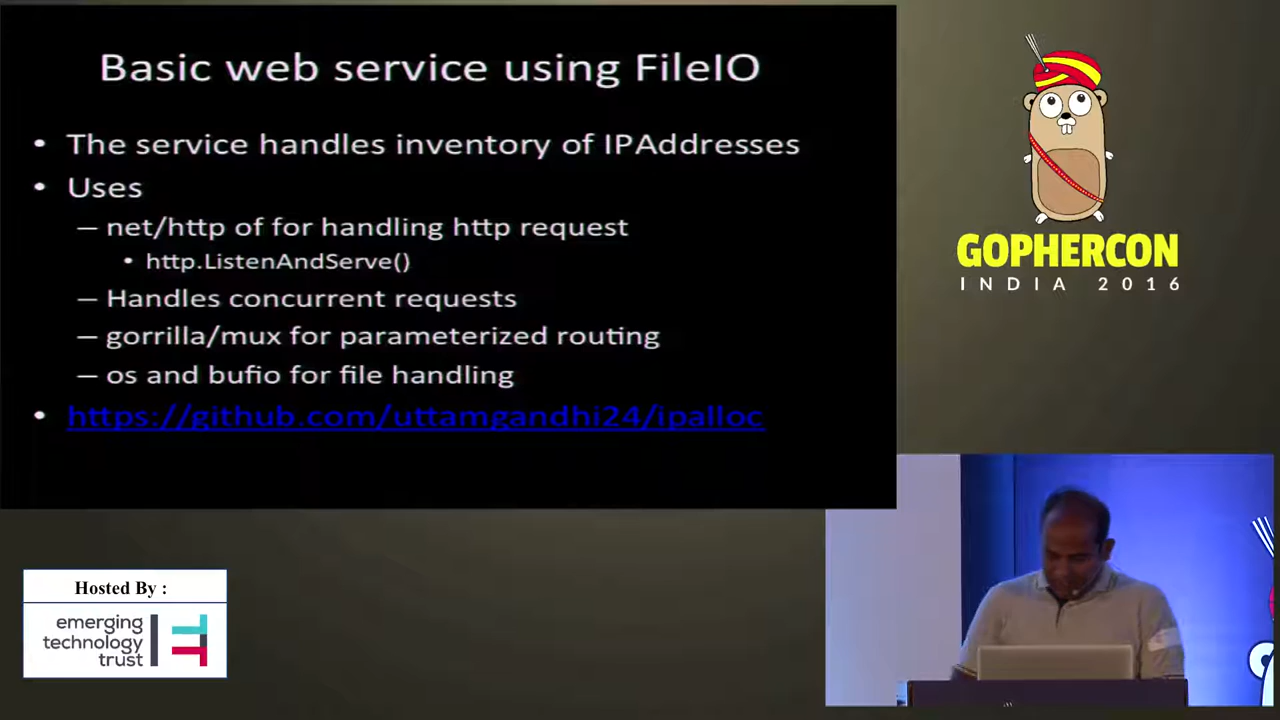 Basic web service using FileIO
• The service handles inventory of IPAddresses
• Uses
– net/http of for handling http request
• http.ListenAndServe()
– Handles concurrent requests
– gorrilla/mux for parameterized routing
– os and bufio for file handling
• https://github.com/uttamgandhi24/ipalloc
GOPHERCON
INDIA 2016
Hosted By :
emerging
technology
trust